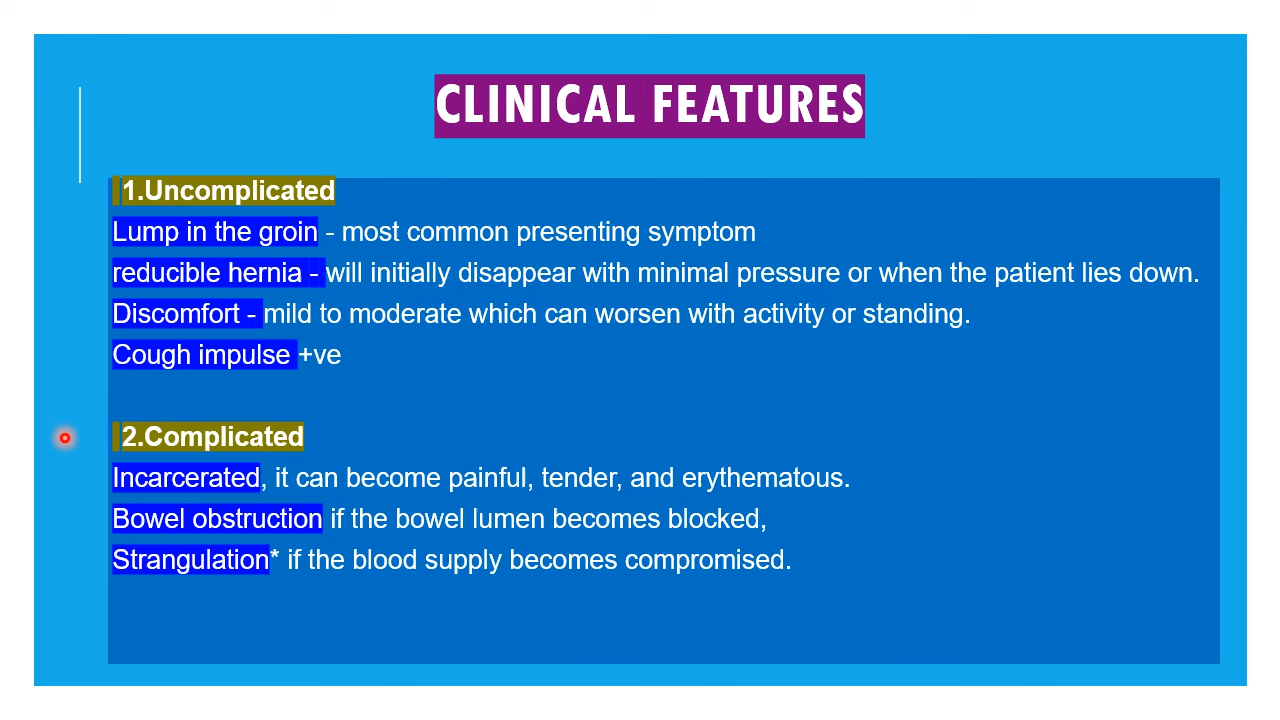 CLINICAL FEATURES
1.Uncomplicated
Lump in the groin - most common presenting symptom
reducible hernia - will initially disappear with minimal pressure or when the patient lies down.
Discomfort - mild to moderate which can worsen with activity or standing.
Cough impulse +ve
2.Complicated
Incarcerated, it can become painful, tender, and erythematous.
Bowel obstruction if the bowel lumen becomes blocked,
Strangulation* if the blood supply becomes compromised.